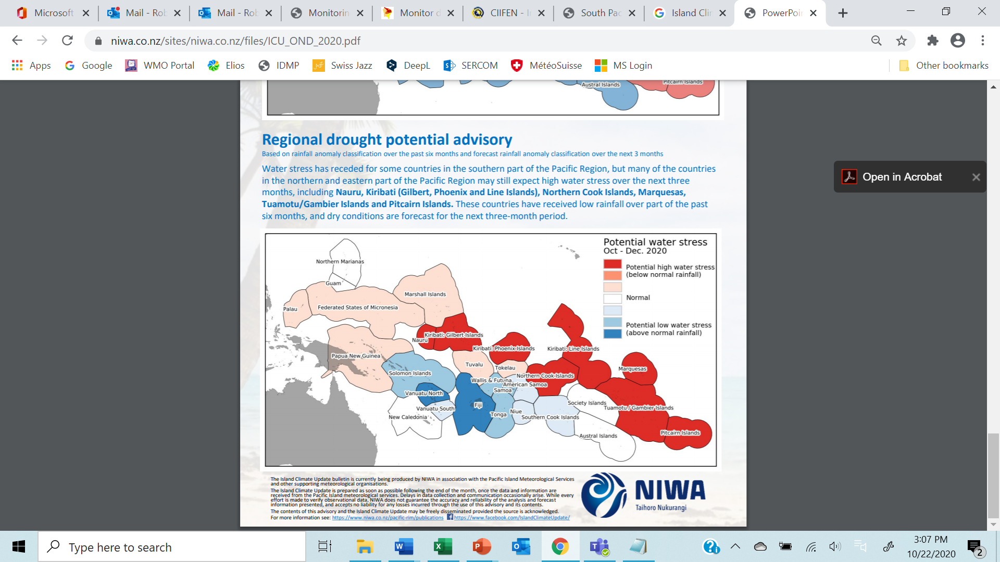 Microsoft
Mail - Rob
Mail - Rob
Monitorin
Monitor d
CIIFEN - In
South Pac
Island Clim
PowerPoin
niwa.co.nz/sites/niwa.co.nz/files/ICU_OND_2020.pdf
Apps
Google
WMO Portal
Elios
IDMP
Swiss Jazz
DeepL
SERCOM
MétéoSuisse
MS Login
Other bookmarks
Austral Islands
Pitcairn Islands
Open in Acrobat
Regional drought potential advisory
Based on rainfall anomaly classification over the past six months and forecast rainfall anomaly classification over the next 3 months
Water stress has receded for some countries in the southern part of the Pacific Region, but many of the countries
in the northern and eastern part of the Pacific Region may still expect high water stress over the next three
months, including Nauru, Kiribati (Gilbert, Phoenix and Line Islands), Northern Cook Islands, Marquesas,
Tuamotu/Gambier Islands and Pitcairn Islands. These countries have received low rainfall over part of the past
six months, and dry conditions are forecast for the next three-month period.
Potential water stress
Oct - Dec. 2020
Potential high water stress
(below normal rainfall)
Normal
Potential low water stress
(above normal rainfall)
Northern Marianas
Guam
Marshall Islands
Palau
Federated States of Micronesia
Kiribati: Gilbert Islands
Nauru
Kiribati: Phoenix Islands
Kiribati: Line Islands
Papua New Guinea
Tuvalu
Tokelau
Marquesas
Solomon Islands
Northern Cook Islands
Wallis & Futuna
American Samoa
Samoa
Vanuatu North
Society Islands
Fiji
Vanuatu South
Tuamotu / Gambier Islands
Niue
Tonga
New Caledonia
Southern Cook Islands
Pitcairn Islands
Austral Islands
The Island Climate Update bulletin is currently being produced by NIWA in association with the Pacific Island Meteorological Services
and other supporting meteorological organisations.
The Island Climate Update is prepared as soon as possible following the end of the month, once the data and information are
received from the Pacific Island meteorological services. Delays in data collection and communication occasionally arise. While every
effort is made to verify observational data, NIWA does not guarantee the accuracy and reliability of the analysis and forecast
information presented, and accepts no liability for any losses incurred through the use of this advisory and its contents.
The contents of this advisory and the Island Climate Update may be freely disseminated provided the source is acknowledged.
For more information see: https://www.niwa.co.nz/pacific-rim/publications https://www.facebook.com/IslandClimateUpdate/
NIWA
Taihoro Nukurangi
Type here to search
3:07 PM
10/22/2020
2